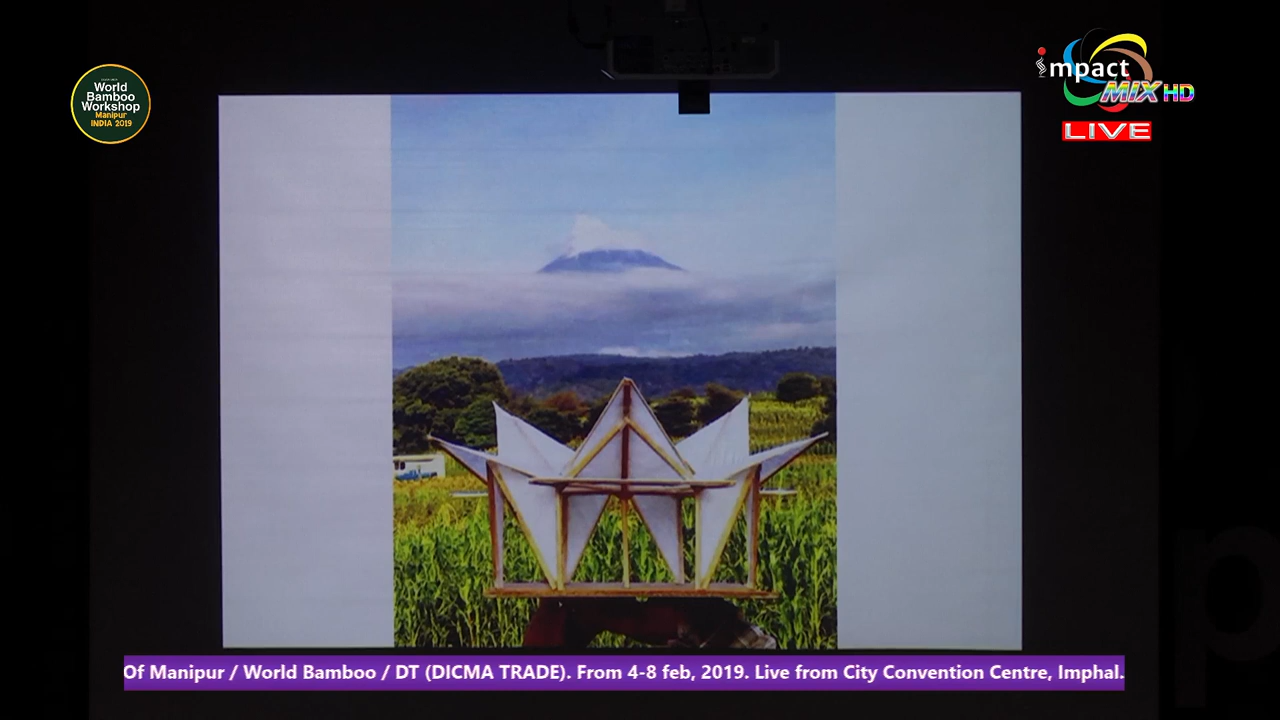 World
Bamboo
Workshop
Manipur
INDIA 2019
impact
MIX HD
LIVE
Of Manipur / World Bamboo / DT (DICMA TRADE). From 4-8 feb, 2019. Live from City Convention Centre, Imphal.